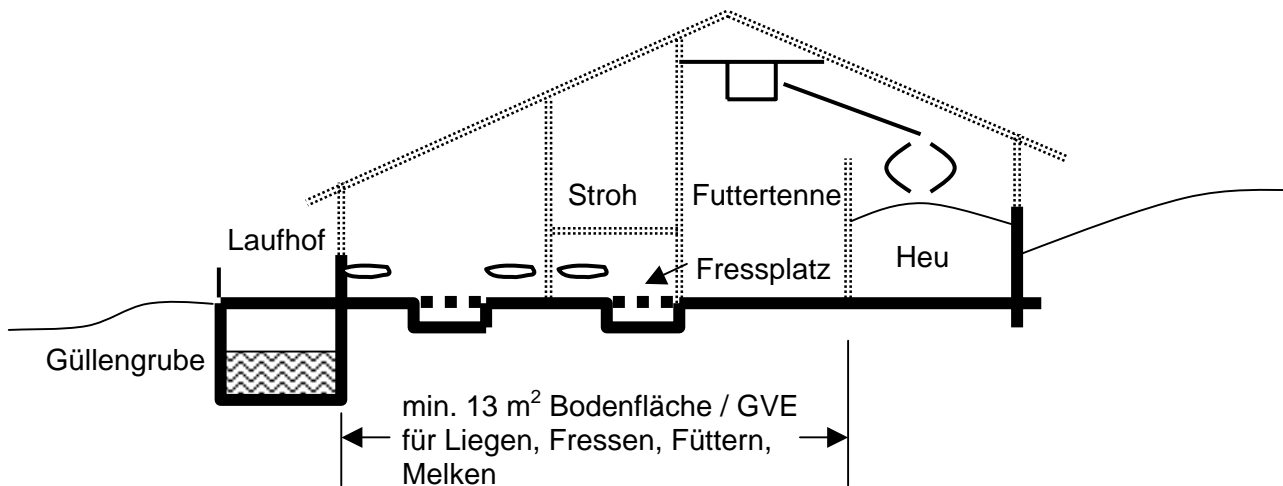 Stroh
Futtertenne
Laufhof
Fressplatz
Heu
Güllengrube
min. 13 m² Bodenfläche / GVE
für Liegen, Fressen, Füttern,
Melken